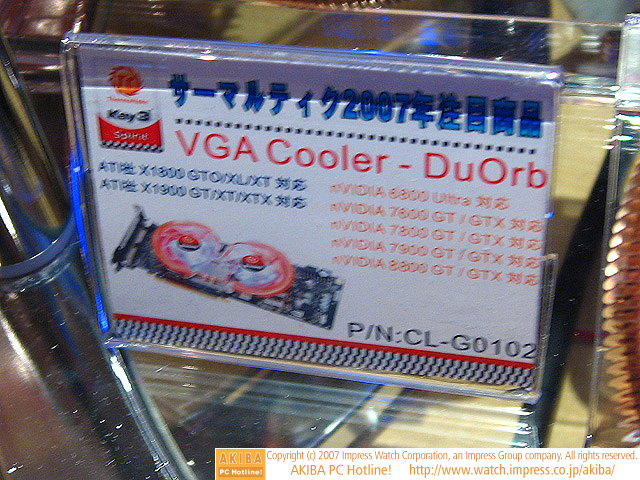 サーマルティク2007年注目商品
Thermaltake
Key 3
Spirit
VGA Cooler - DuOrb
ATI社 X1800 GTO/XL/XT 対応
ATI社 X1900 GT/XT/XTX 対応
nVIDIA 6800 Ultra 対応
nVIDIA 7600 GT / GTX 対応
nVIDIA 7800 GT / GTX 対応
nVIDIA 7900 GT / GTX 対応
nVIDIA 8800 GT / GTX 対応
P/N:CL-G0102
AKIBA
PC Hotline!
Copyright (c) 2007 Impress Watch Corporation, an Impress Group company. All rights reserved.
AKIBA PC Hotline! http://www.watch.impress.co.jp/akiba/